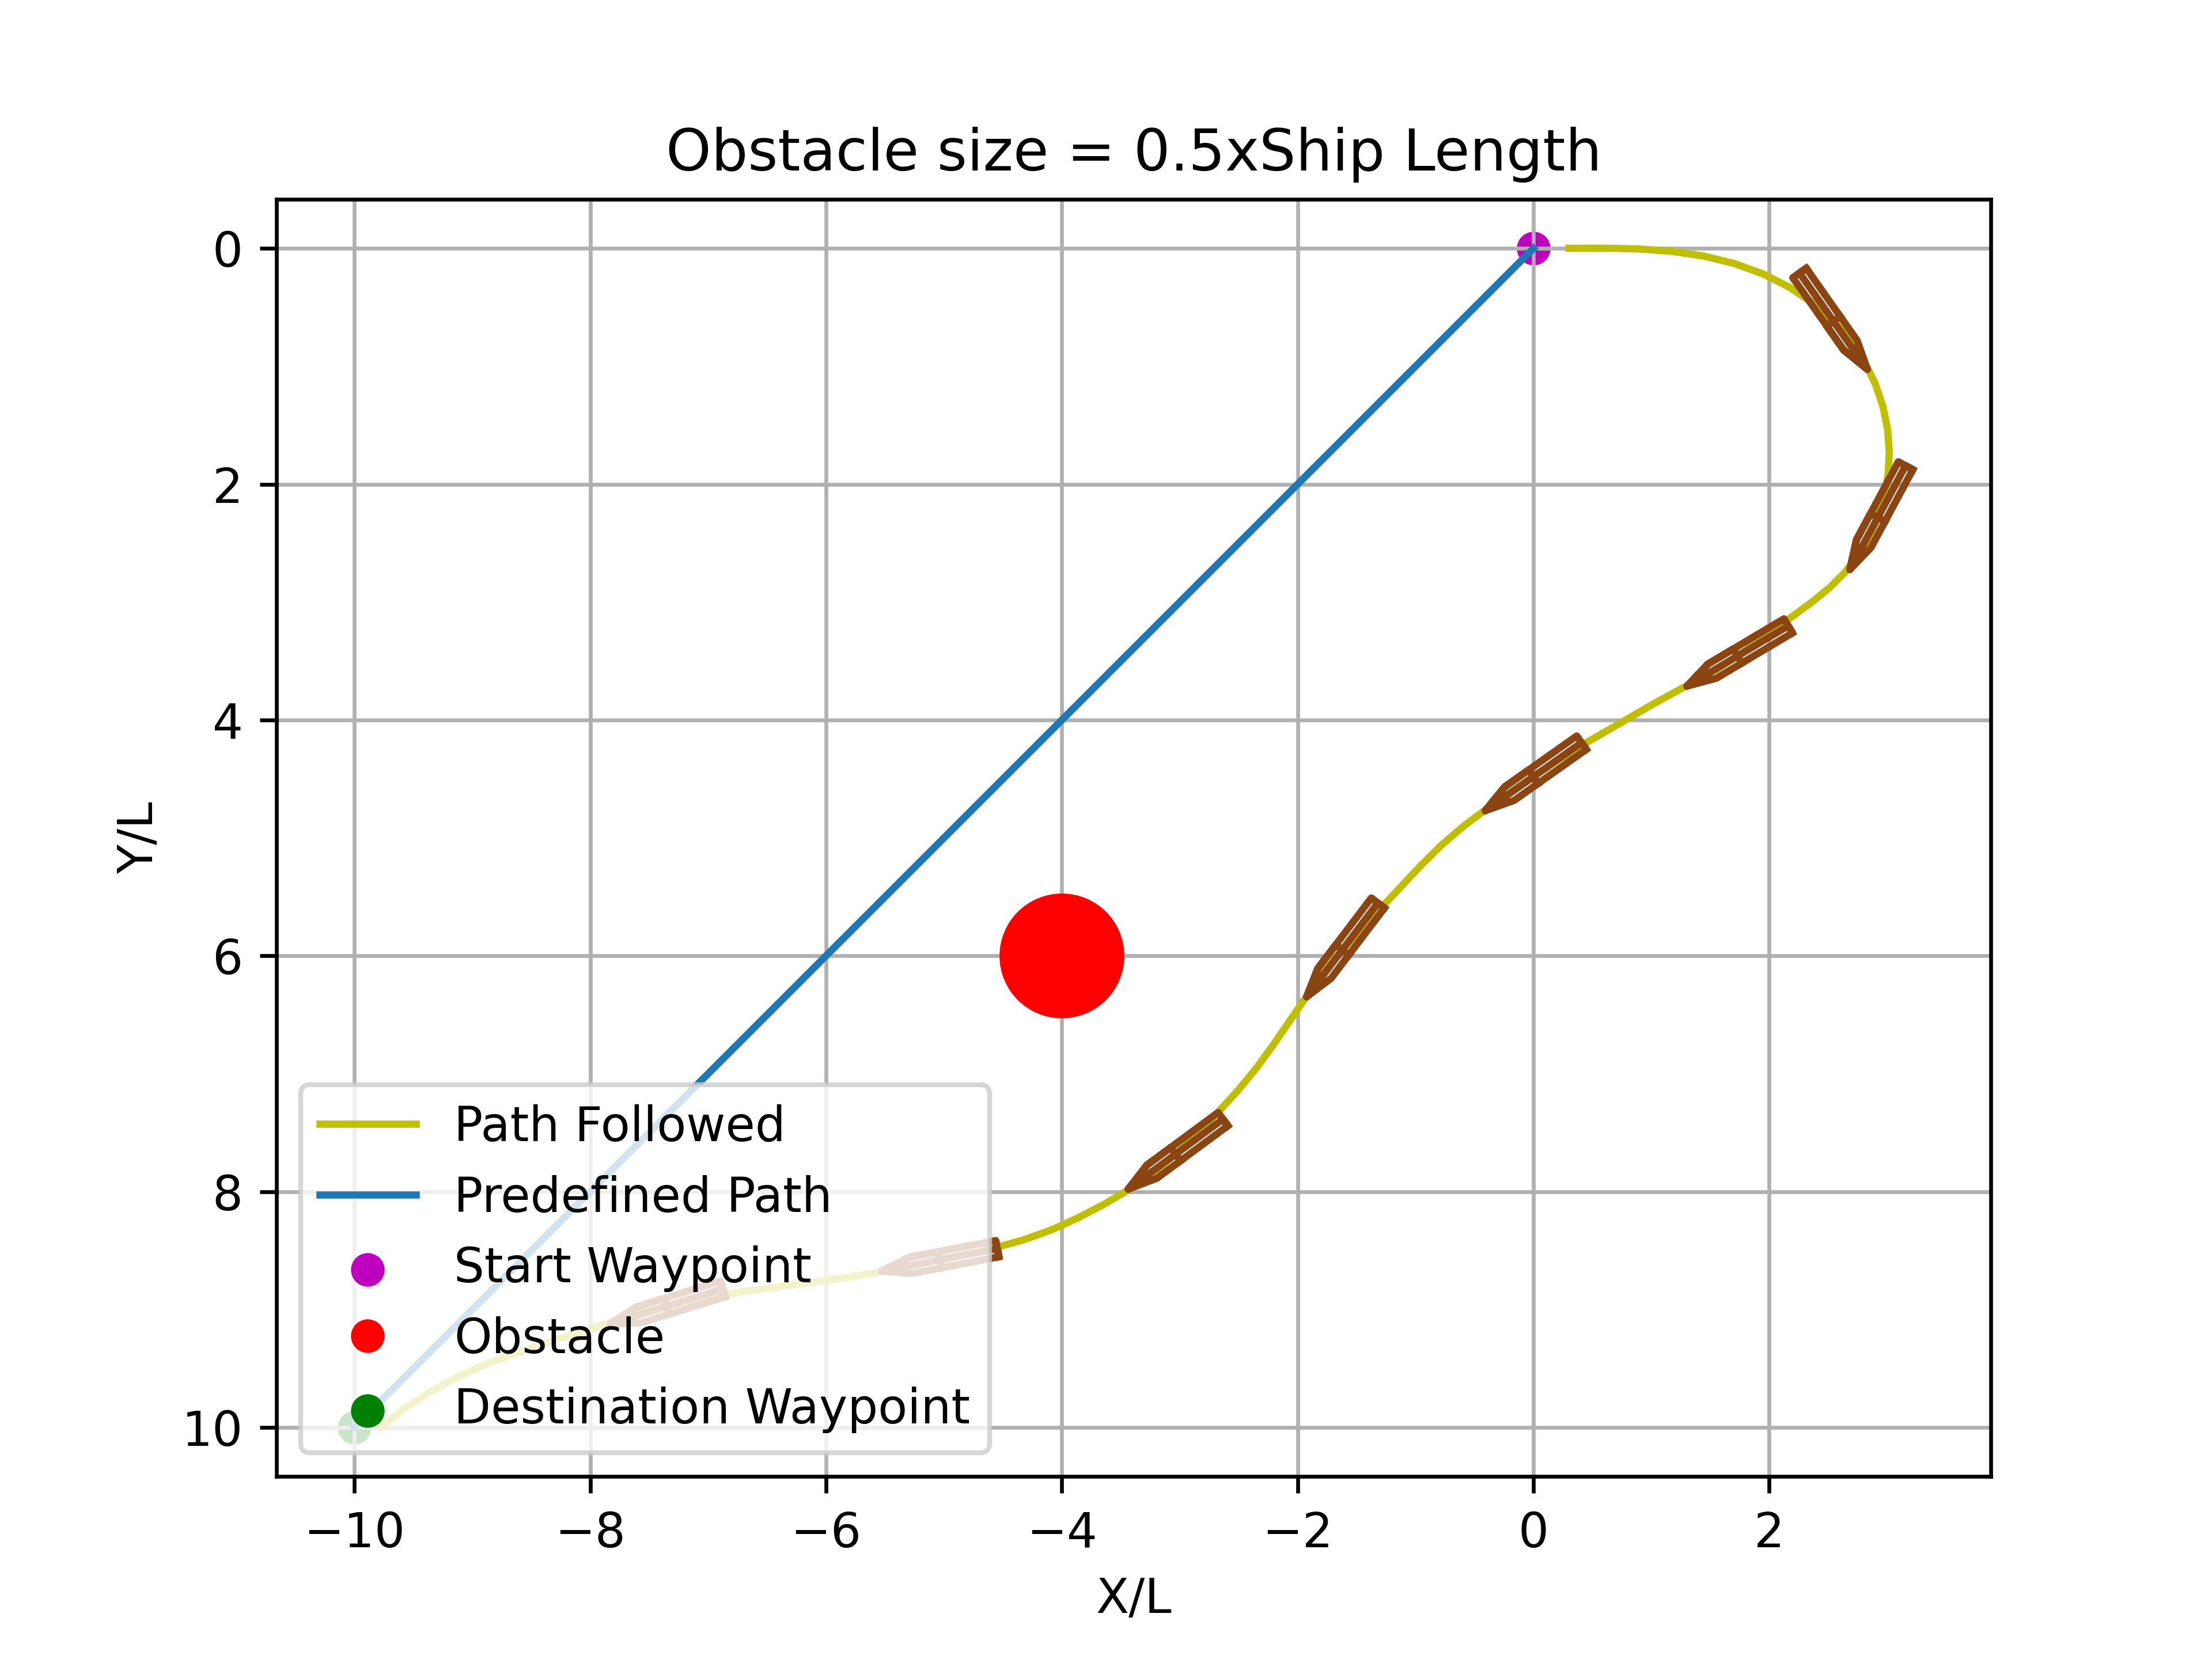 Obstacle size = 0.5xShip Length
0
2
4
6
8
10
Y/L
Path Followed
Predefined Path
Start Waypoint
Obstacle
Destination Waypoint
−10 −8 −6 −4 −2 0 2
X/L